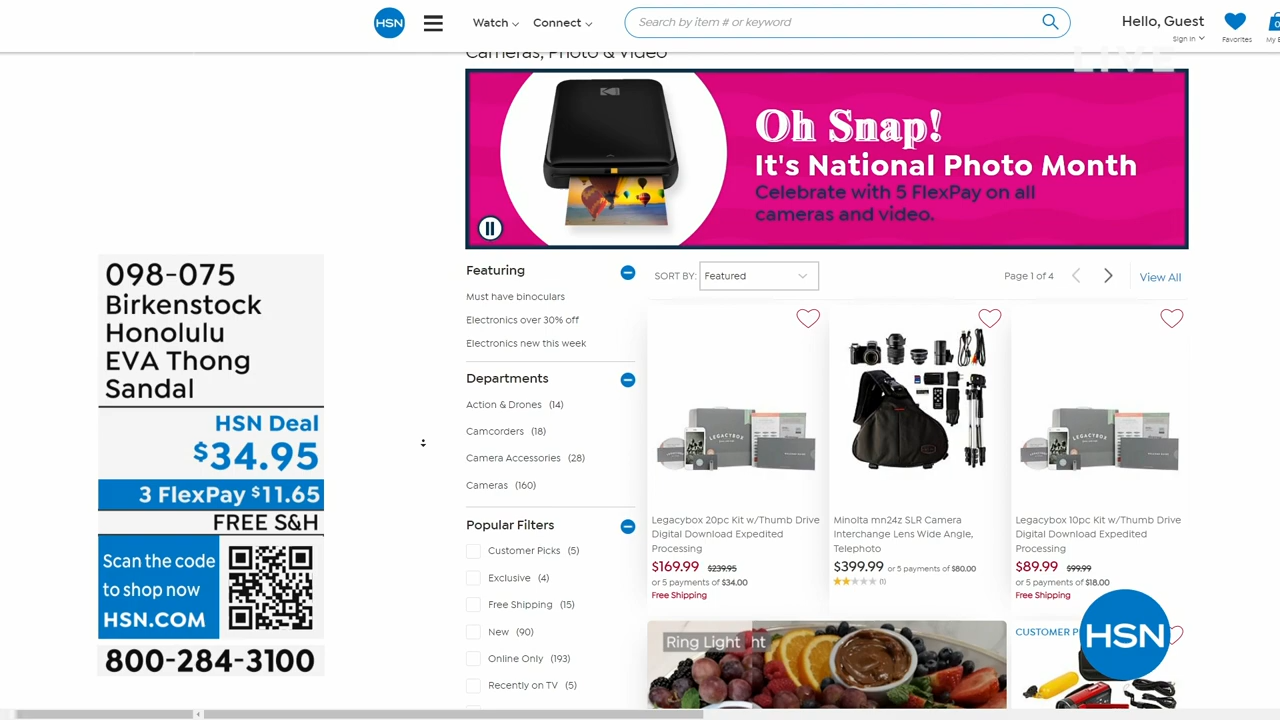 HSN
Watch
Connect
Search by item # or keyword
Hello, Guest
Sign In
Favorites
0
My
Cameras, Photo & Video
LIVE
Kodak
Oh Snap!
It's National Photo Month
Celebrate with 5 FlexPay on all
cameras and video.
098-075
Birkenstock
Honolulu
EVA Thong
Sandal
HSN Deal
$34.95
3 FlexPay $11.65
FREE S&H
Scan the code
to shop now
HSN.COM
800-284-3100
Featuring
Must have binoculars
Electronics over 30% off
Electronics new this week
Departments
Action & Drones (14)
Camcorders (18)
Camera Accessories (28)
Cameras (160)
Popular Filters
Customer Picks (5)
Exclusive (4)
Free Shipping (15)
New (90)
Online Only (193)
Recently on TV (5)
SORT BY: Featured
Page 1 of 4
View All
LEGACYBOX
Legacybox 20pc Kit w/Thumb Drive
Digital Download Expedited
Processing
$169.99 $239.95
or 5 payments of $34.00
Free Shipping
Minolta mn24z SLR Camera
Interchange Lens Wide Angle,
Telephoto
$399.99 or 5 payments of $80.00
(1)
LEGACYBOX
Legacybox 10pc Kit w/Thumb Drive
Digital Download Expedited
Processing
$89.99 $99.99
or 5 payments of $18.00
Free Shipping
Ring Light ht
CUSTOMER P
HSN